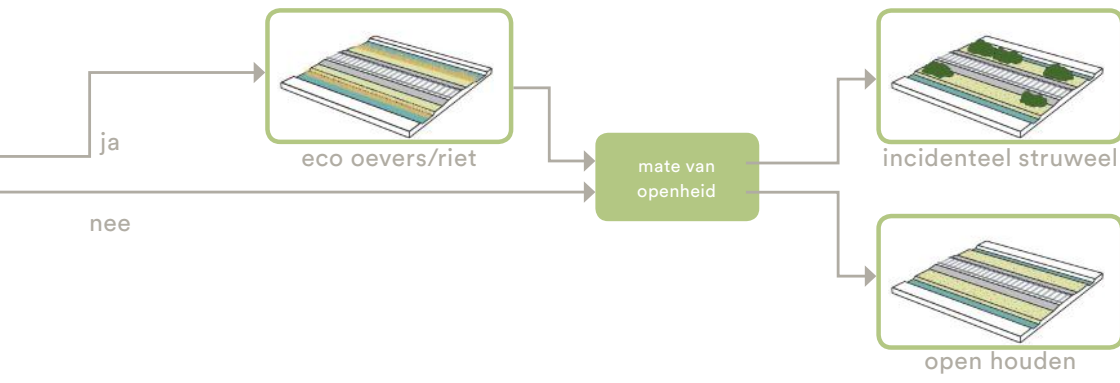 ja
eco oevers/riet
nee
mate van
openheid
incidenteel struweel
open houden